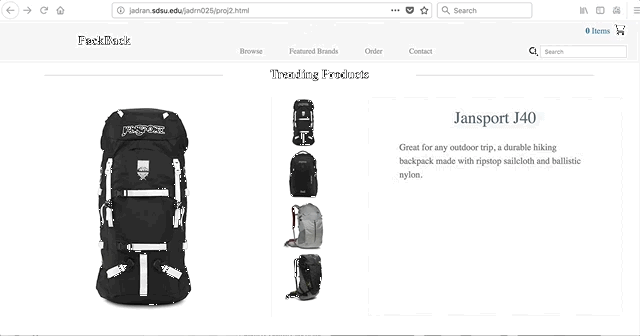 jadran.sdsu.edu/jadrn025/proj2.html
Search
0 Items
PackBack
Browse
Featured Brands
Order
Contact
Search
Trending Products
JanSport
Jansport J40
Great for any outdoor trip, a durable hiking
backpack made with ripstop sailcloth and ballistic
nylon.